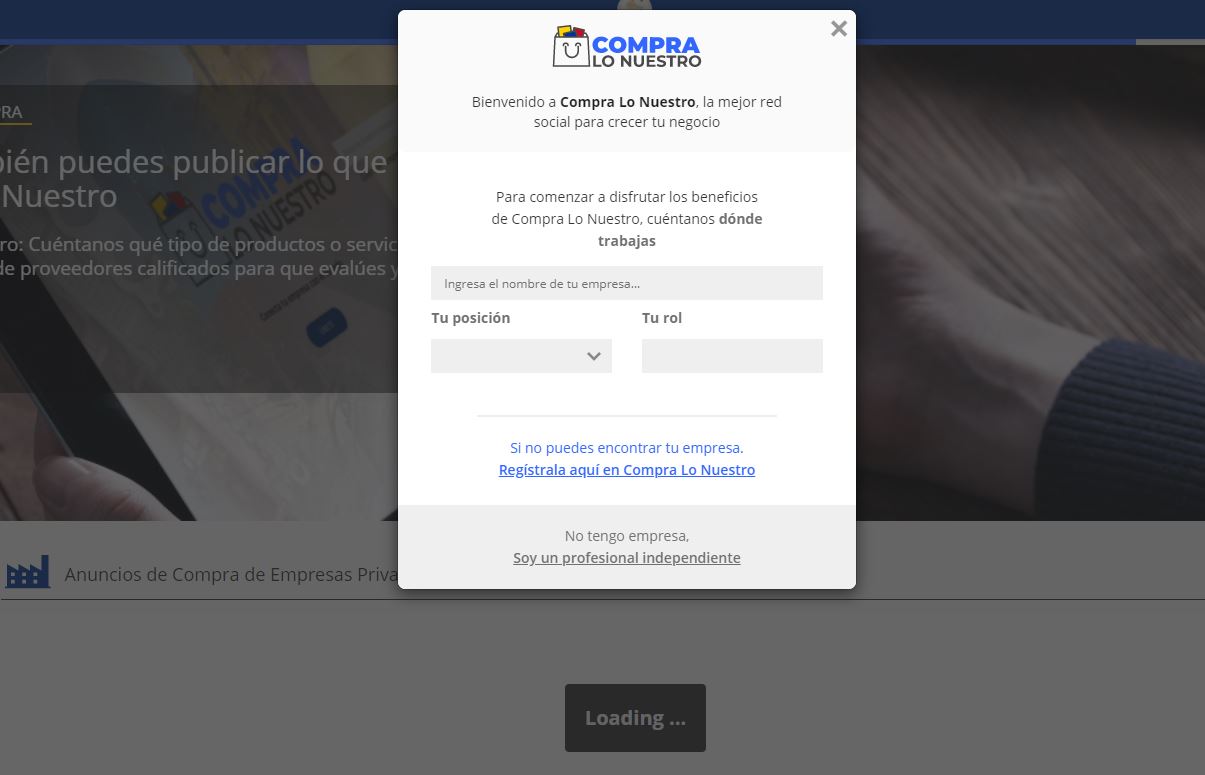 COMPRA
LO NUESTRO
Bienvenido a Compra Lo Nuestro, la mejor red
social para crecer tu negocio
Para comenzar a disfrutar los beneficios
de Compra Lo Nuestro, cuéntanos dónde
trabajas
Ingresa el nombre de tu empresa...
Tu posición
Tu rol
Si no puedes encontrar tu empresa.
Regístrala aquí en Compra Lo Nuestro
No tengo empresa,
Soy un profesional independiente
PRA
bién puedes publicar lo que
Nuestro
ro: Cuéntanos qué tipo de productos o servic
de proveedores calificados para que evalúes y
COMPRA
LO NUESTRO
Anuncios de Compra de Empresas Priva
Loading ...